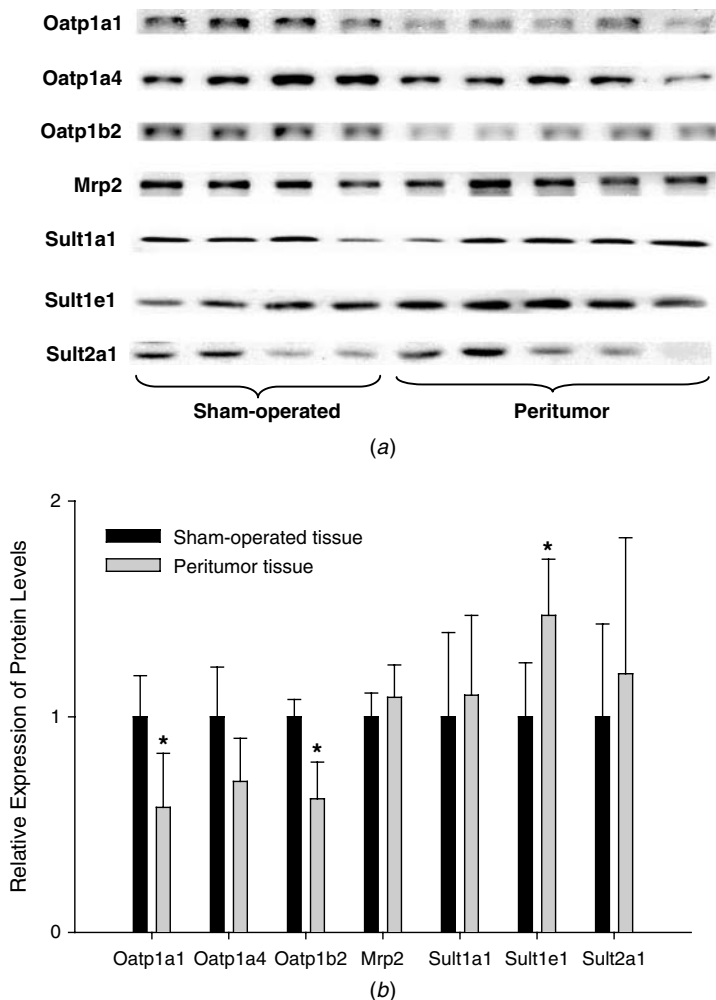 Oatp1a1
Oatp1a4
Oatp1b2
Mrp2
Sult1a1
Sult1e1
Sult2a1
Sham-operated Peritumor
(a)
Relative Expression of Protein Levels
2
1
0
Sham-operated tissue
Peritumor tissue
*
*
*
Oatp1a1 Oatp1a4 Oatp1b2 Mrp2 Sult1a1 Sult1e1 Sult2a1
(b)